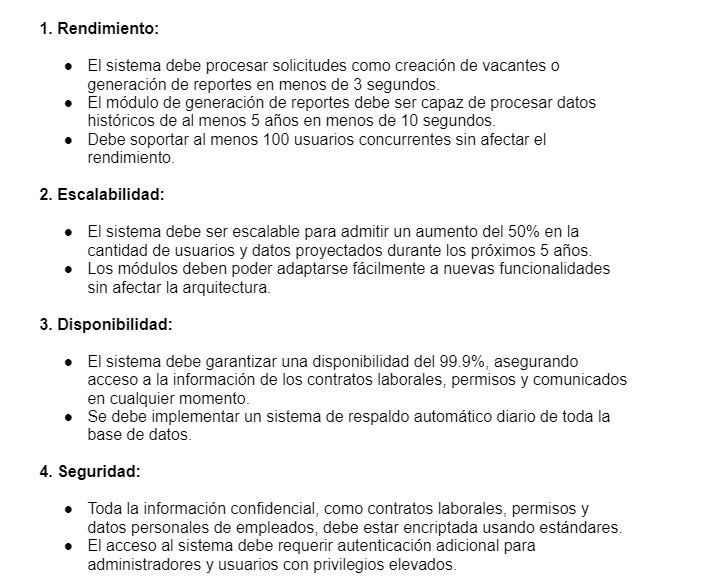 1. Rendimiento:
● El sistema debe procesar solicitudes como creación de vacantes o
generación de reportes en menos de 3 segundos.
● El módulo de generación de reportes debe ser capaz de procesar datos
históricos de al menos 5 años en menos de 10 segundos.
● Debe soportar al menos 100 usuarios concurrentes sin afectar el
rendimiento.
2. Escalabilidad:
● El sistema debe ser escalable para admitir un aumento del 50% en la
cantidad de usuarios y datos proyectados durante los próximos 5 años.
● Los módulos deben poder adaptarse fácilmente a nuevas funcionalidades
sin afectar la arquitectura.
3. Disponibilidad:
● El sistema debe garantizar una disponibilidad del 99.9%, asegurando
acceso a la información de los contratos laborales, permisos y comunicados
en cualquier momento.
● Se debe implementar un sistema de respaldo automático diario de toda la
base de datos.
4. Seguridad:
● Toda la información confidencial, como contratos laborales, permisos y
datos personales de empleados, debe estar encriptada usando estándares.
● El acceso al sistema debe requerir autenticación adicional para
administradores y usuarios con privilegios elevados.